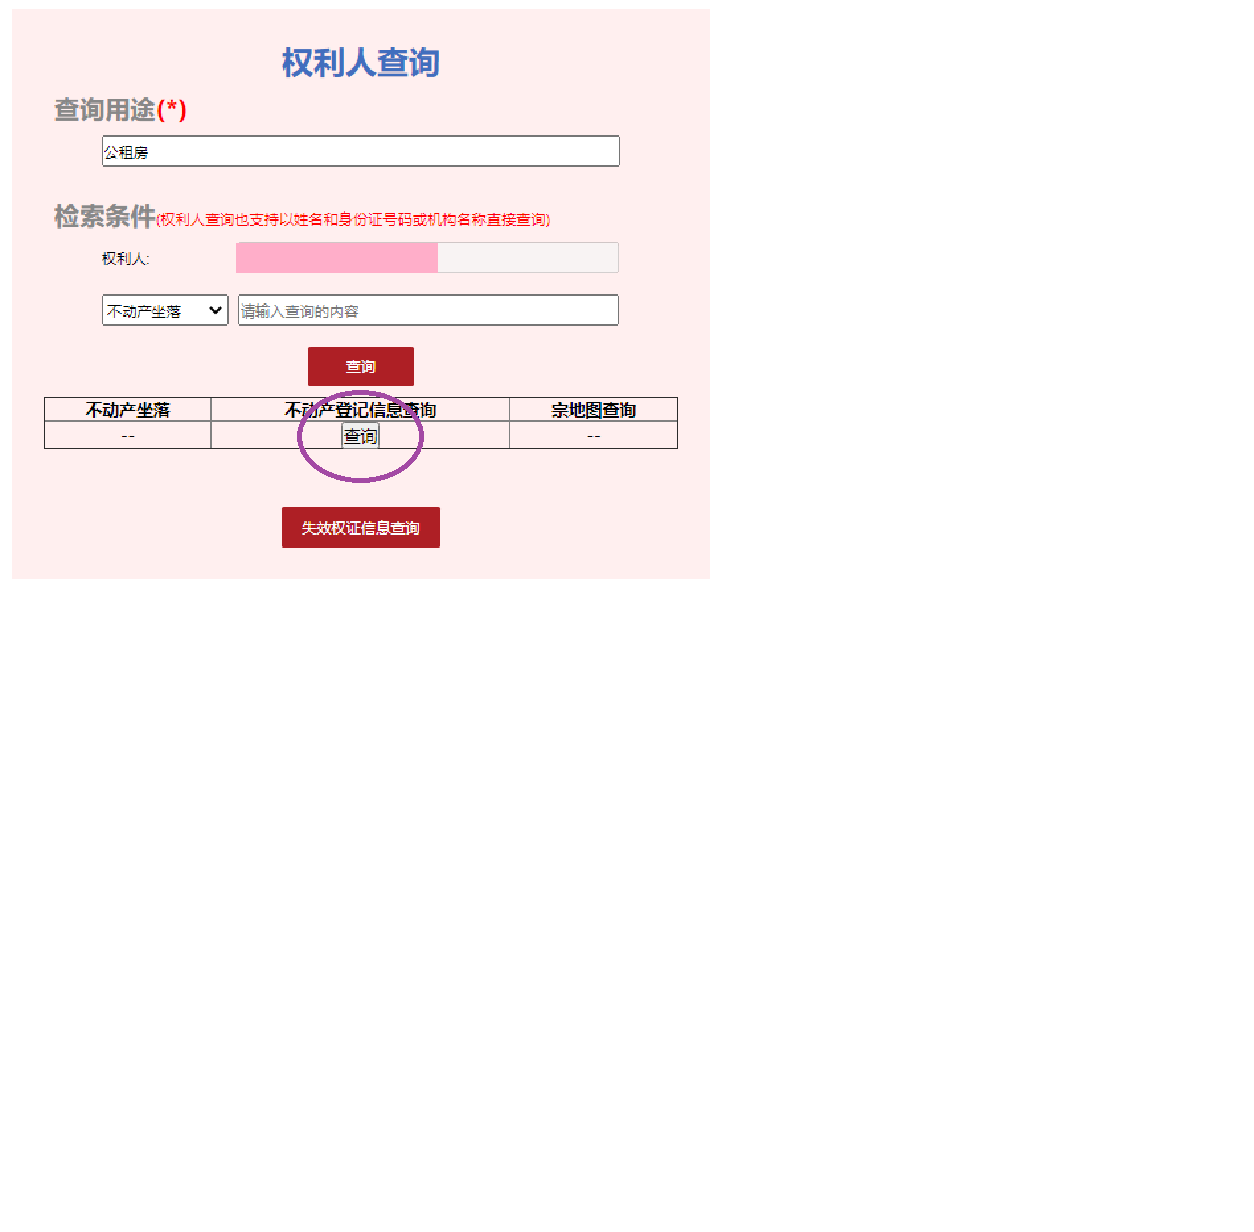 权利人查询
查询用途(*)
公租房
检索条件(权利人查询也支持以姓名和身份证号码或机构名称直接查询)
权利人:
不动产坐落 请输入查询的内容
查询
不动产坐落 不动产登记信息查询 宗地图查询
-- 查询 --
失效权证信息查询